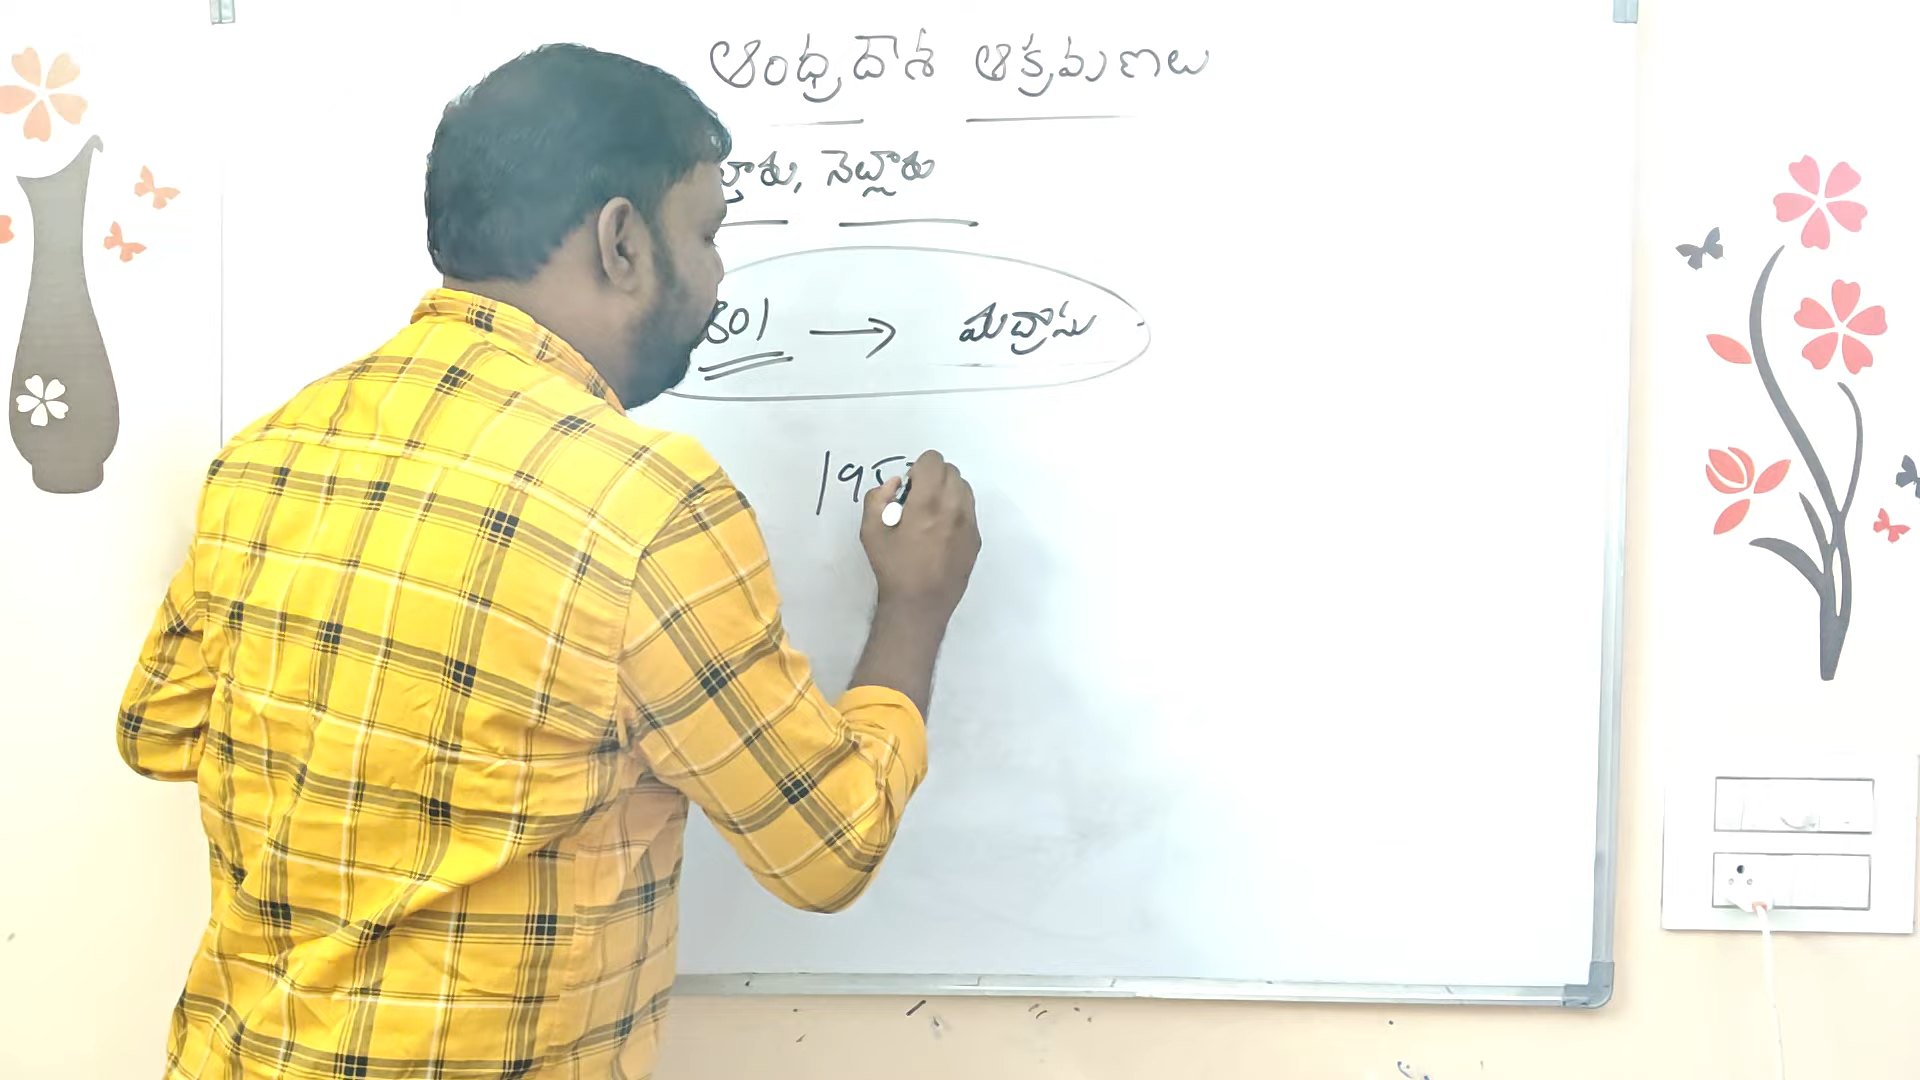 ఆంధ్రదేశ ఆక్రమణలు
త్తూరు, నెల్లూరు
801 → మద్రాసు
195